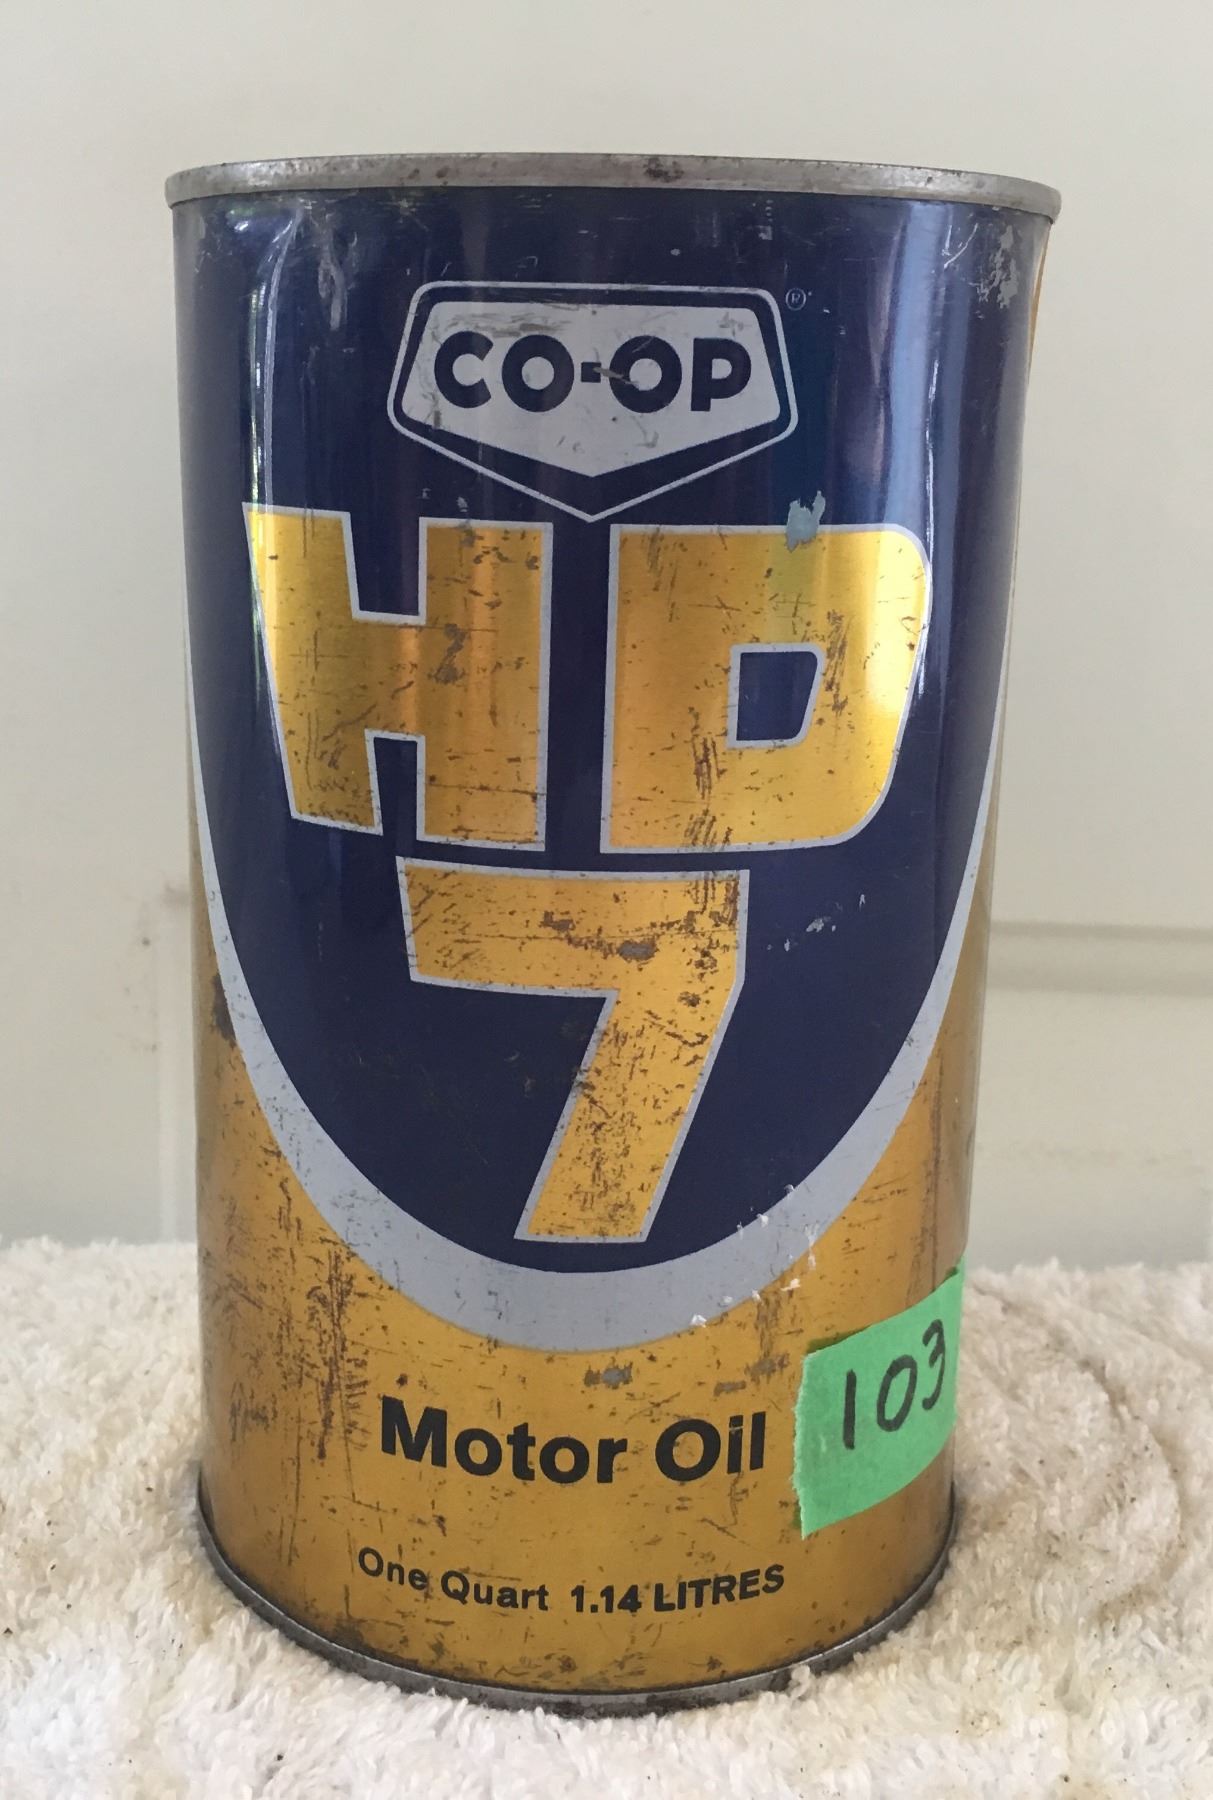 CO-OP ®
HD
7
Motor Oil
103
One Quart 1.14 LITRES